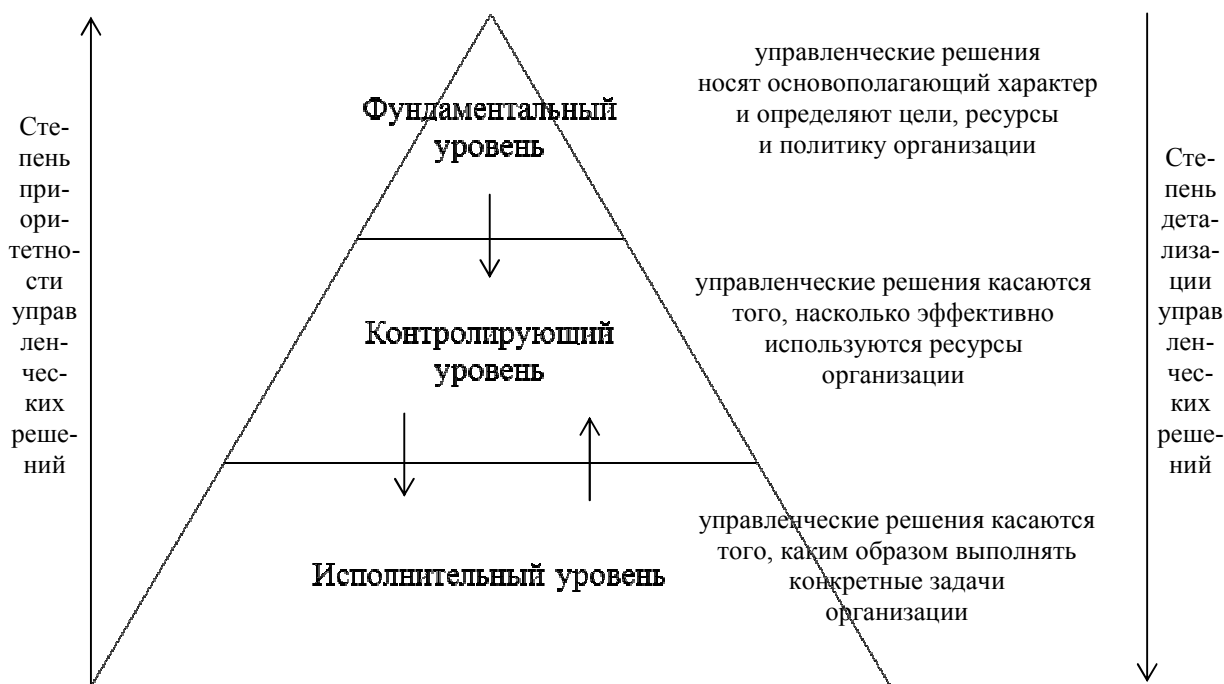 Сте-
пень
при-
ори-
тетно-
сти
управ
лен-
чес-
ких
реше-
ний
Фундаментальный
уровень
управленческие решения
носят основополагающий характер
и определяют цели, ресурсы
и политику организации
Контролирующий
уровень
управленческие решения касаются
того, насколько эффективно
используются ресурсы
организации
Исполнительный уровень
управленческие решения касаются
того, каким образом выполнять
конкретные задачи
организации
Сте-
пень
дета-
лиза-
ции
управ
лен-
чес-
ких
реше-
ний